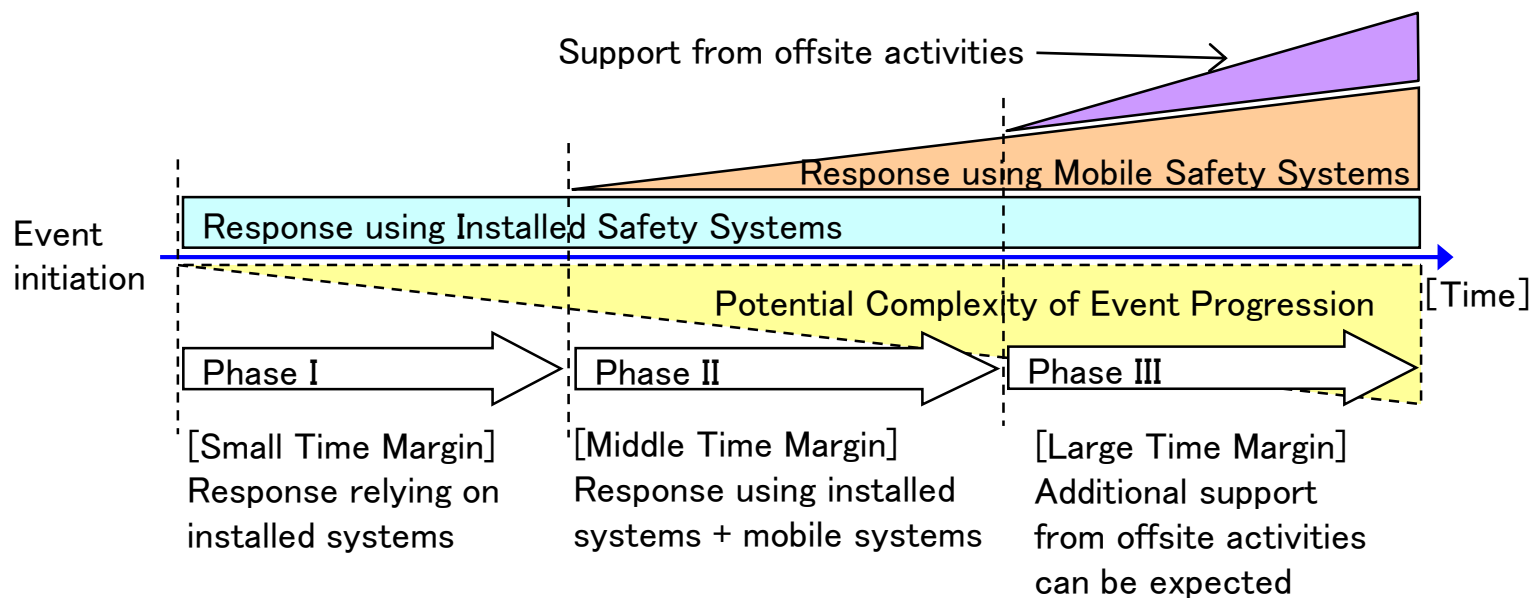 Support from offsite activities
Response using Mobile Safety Systems
Response using Installed Safety Systems
Event
initiation
[Time]
Potential Complexity of Event Progression
Phase I
Phase II
Phase III
[Small Time Margin]
Response relying on
installed systems
[Middle Time Margin]
Response using installed
systems + mobile systems
[Large Time Margin]
Additional support
from offsite activities
can be expected